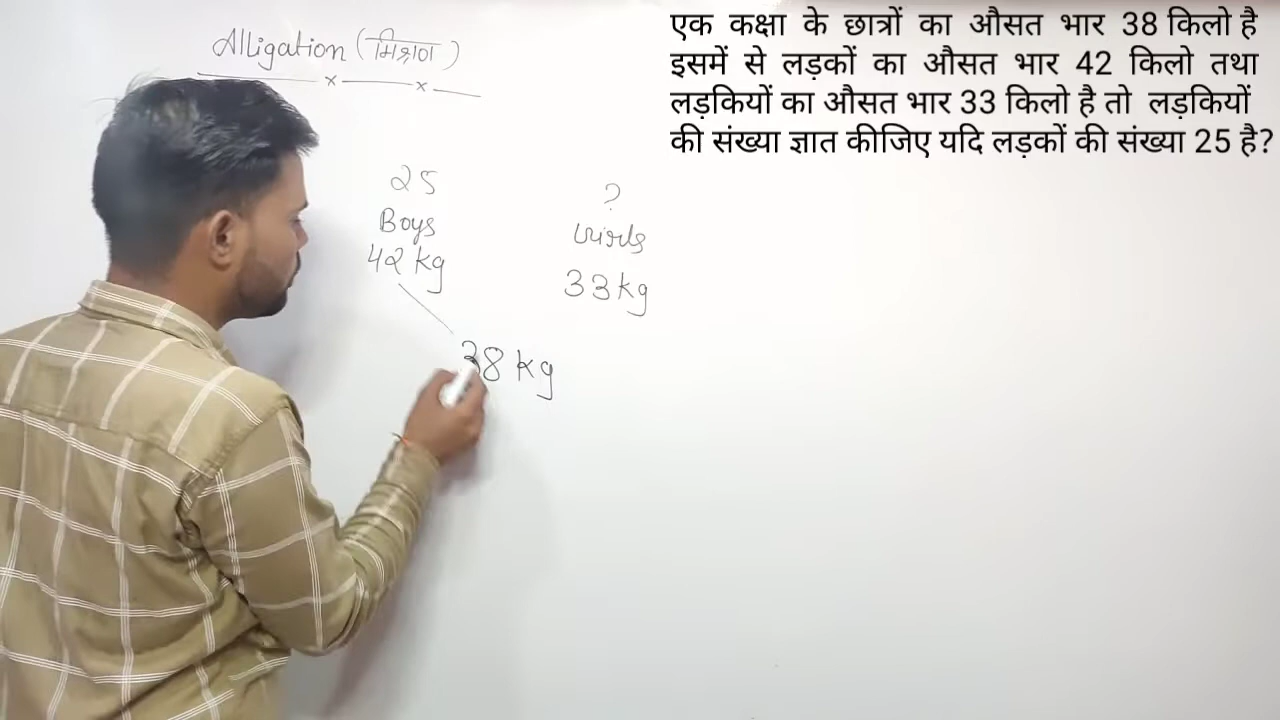 Alligation (मिश्रण)
एक कक्षा के छात्रों का औसत भार 38 किलो है
इसमें से लड़कों का औसत भार 42 किलो तथा
लड़कियों का औसत भार 33 किलो है तो लड़कियों
की संख्या ज्ञात कीजिए यदि लड़कों की संख्या 25 है?
25
?
Boys
Girls
42 kg
33 kg
38 kg